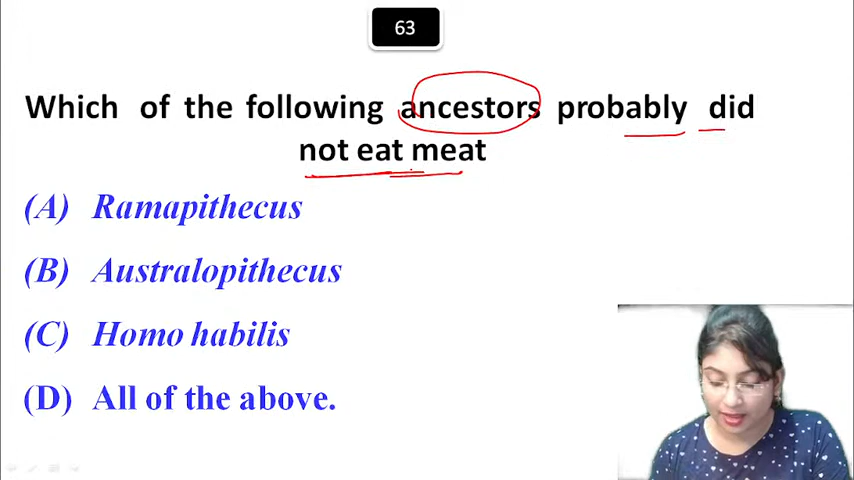 63
Which of the following ancestors probably did
not eat meat
(A) Ramapithecus
(B) Australopithecus
(C) Homo habilis
(D) All of the above.